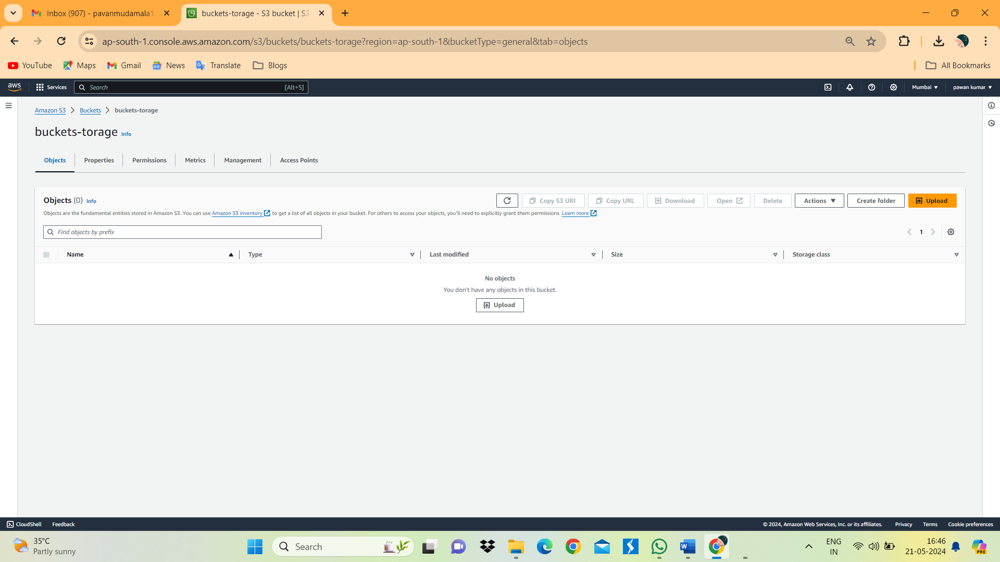 Inbox (907) - pavanmudamala1
buckets-torage - S3 bucket | S3
ap-south-1.console.aws.amazon.com/s3/buckets/buckets-torage?region=ap-south-1&bucketType=general&tab=objects
YouTube Maps Gmail News Translate Blogs All Bookmarks
aws Services Search [Alt+S] Mumbai pawan kumar
Amazon S3 Buckets buckets-torage
buckets-torage Info
Objects Properties Permissions Metrics Management Access Points
Objects (0) Info Copy S3 URI Copy URL Download Open Delete Actions Create folder Upload
Objects are the fundamental entities stored in Amazon S3. You can use Amazon S3 inventory to get a list of all objects in your bucket. For others to access your objects, you'll need to explicitly grant them permissions. Learn more
Find objects by prefix 1
Name Type Last modified Size Storage class
No objects
You don't have any objects in this bucket.
Upload
CloudShell Feedback © 2024, Amazon Web Services, Inc. or its affiliates. Privacy Terms Cookie preferences
35°C
Partly sunny
Search
W
PRE
ENG
IN
16:46
21-05-2024